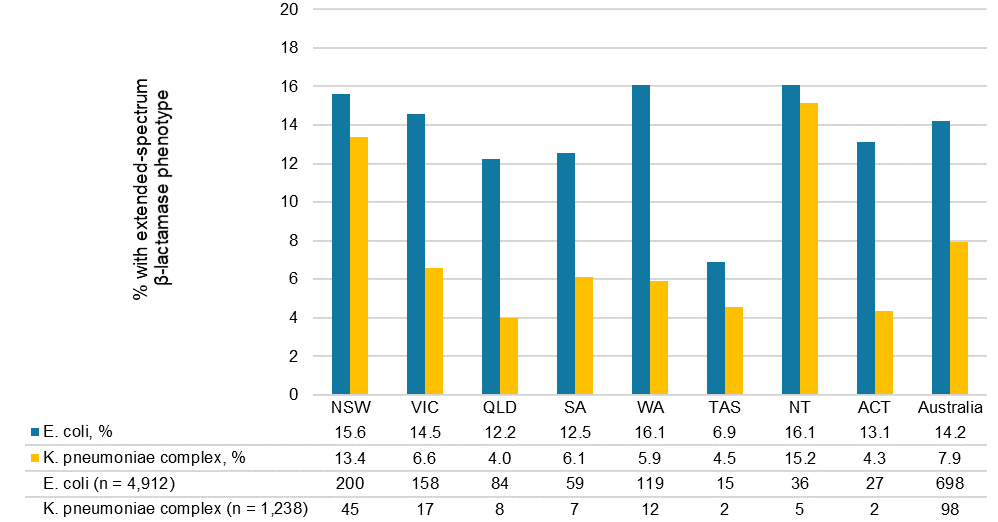 20
18
16
14
12
10
8
6
4
2
0
% with extended-spectrum
β-lactamase phenotype
NSW VIC QLD SA WA TAS NT ACT Australia
E. coli, % 15.6 14.5 12.2 12.5 16.1 6.9 16.1 13.1 14.2
K. pneumoniae complex, % 13.4 6.6 4.0 6.1 5.9 4.5 15.2 4.3 7.9
E. coli (n = 4,912) 200 158 84 59 119 15 36 27 698
K. pneumoniae complex (n = 1,238) 45 17 8 7 12 2 5 2 98